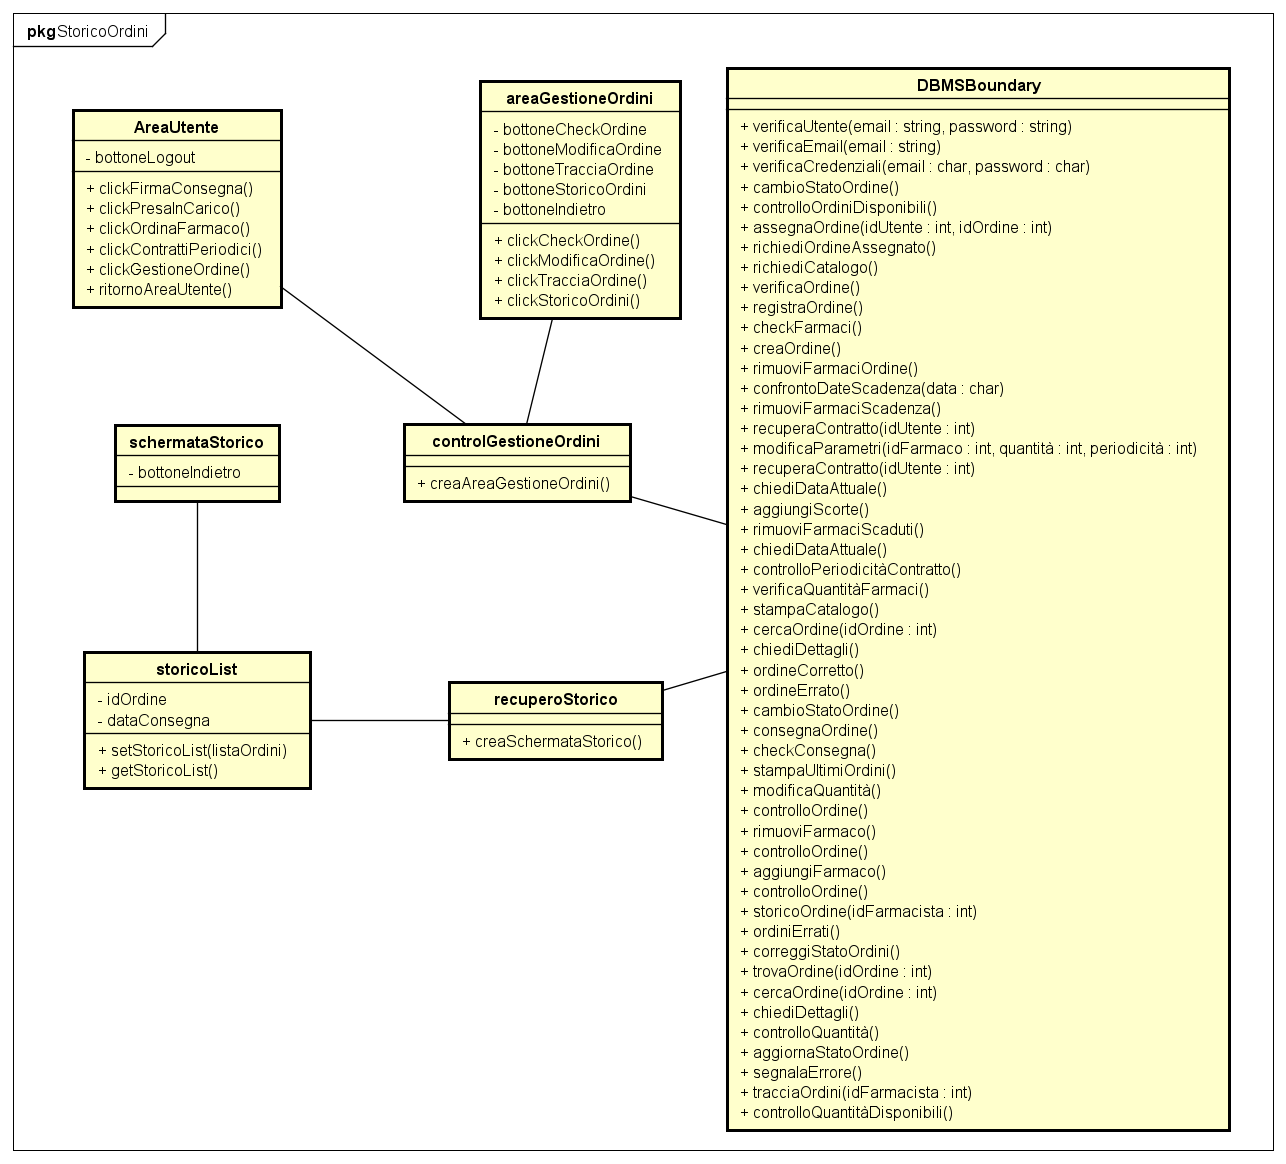 pkg StoricoOrdini
AreaUtente
- bottoneLogout
+ clickFirmaConsegna()
+ clickPresaInCarico()
+ clickOrdinaFarmaco()
+ clickContrattiPeriodici()
+ clickGestioneOrdine()
+ ritornoAreaUtente()
areaGestioneOrdini
- bottoneCheckOrdine
- bottoneModificaOrdine
- bottoneTracciaOrdine
- bottoneStoricoOrdini
- bottoneIndietro
+ clickCheckOrdine()
+ clickModificaOrdine()
+ clickTracciaOrdine()
+ clickStoricoOrdini()
schermataStorico
- bottoneIndietro
controlGestioneOrdini
+ creaAreaGestioneOrdini()
storicoList
- idOrdine
- dataConsegna
+ setStoricoList(listaOrdini)
+ getStoricoList()
recuperoStorico
+ creaSchermataStorico()
DBMSBoundary
+ verificaUtente(email : string, password : string)
+ verificaEmail(email : string)
+ verificaCredenziali(email : char, password : char)
+ cambioStatoOrdine()
+ controlloOrdiniDisponibili()
+ assegnaOrdine(idUtente : int, idOrdine : int)
+ richiediOrdineAssegnato()
+ richiediCatalogo()
+ verificaOrdine()
+ registraOrdine()
+ checkFarmaci()
+ creaOrdine()
+ rimuoviFarmaciOrdine()
+ confrontoDateScadenza(data : char)
+ rimuoviFarmaciScadenza()
+ recuperaContratto(idUtente : int)
+ modificaParametri(idFarmaco : int, quantità : int, periodicità : int)
+ recuperaContratto(idUtente : int)
+ chiediDataAttuale()
+ aggiungiScorte()
+ rimuoviFarmaciScaduti()
+ chiediDataAttuale()
+ controlloPeriodicitàContratto()
+ verificaQuantitàFarmaci()
+ stampaCatalogo()
+ cercaOrdine(idOrdine : int)
+ chiediDettagli()
+ ordineCorretto()
+ ordineErrato()
+ cambioStatoOrdine()
+ consegnaOrdine()
+ checkConsegna()
+ stampaUltimiOrdini()
+ modificaQuantità()
+ controlloOrdine()
+ rimuoviFarmaco()
+ controlloOrdine()
+ aggiungiFarmaco()
+ controlloOrdine()
+ storicoOrdine(idFarmacista : int)
+ ordiniErrati()
+ correggiStatoOrdini()
+ trovaOrdine(idOrdine : int)
+ cercaOrdine(idOrdine : int)
+ chiediDettagli()
+ controlloQuantità()
+ aggiornaStatoOrdine()
+ segnalaErrore()
+ tracciaOrdini(idFarmacista : int)
+ controlloQuantitàDisponibili()